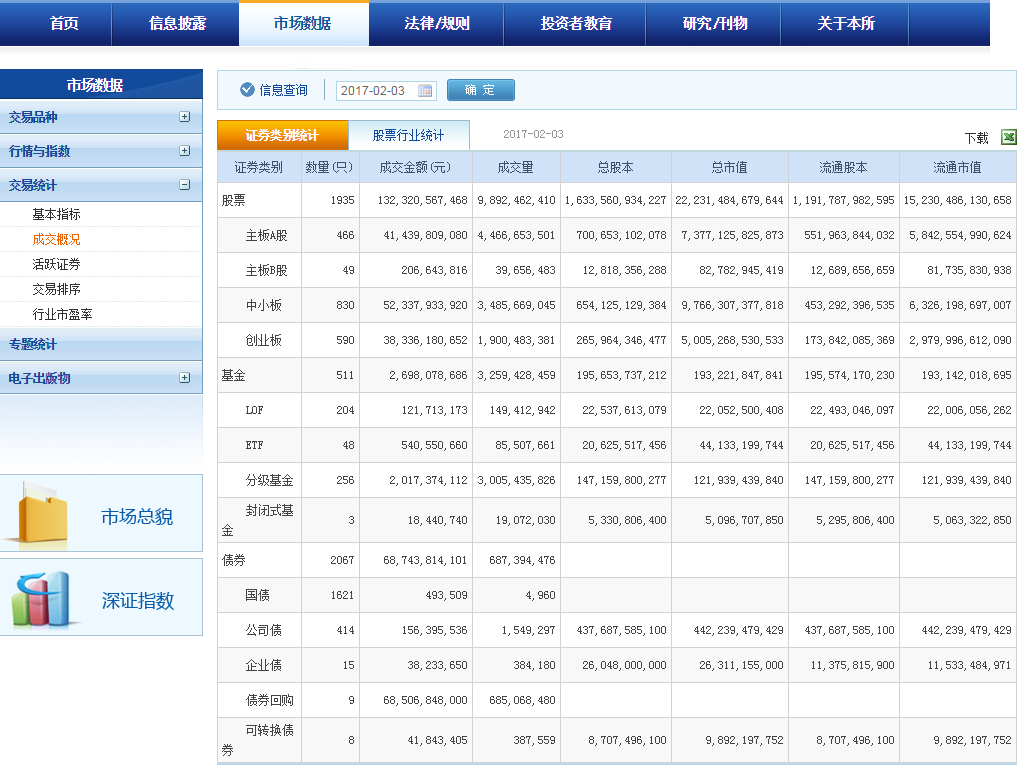 首页 信息披露 市场数据 法律/规则 投资者教育 研究/刊物 关于本所
市场数据
交易品种
行情与指数
交易统计
基本指标
成交概况
活跃证券
交易排序
行业市盈率
专题统计
电子出版物
市场总貌
深证指数
信息查询 2017-02-03 确 定
证券类别统计 股票行业统计 2017-02-03 下载
证券类别 数量(只) 成交金额(元) 成交量 总股本 总市值 流通股本 流通市值
股票 1935 132,320,567,468 9,892,462,410 1,633,560,934,227 22,231,484,679,644 1,191,787,982,595 15,230,486,130,658
主板A股 466 41,439,809,080 4,466,653,501 700,653,102,078 7,377,125,825,873 551,963,844,032 5,842,554,990,624
主板B股 49 206,643,816 39,656,483 12,818,356,288 82,782,945,419 12,689,656,659 81,735,830,938
中小板 830 52,337,933,920 3,485,669,045 654,125,129,384 9,766,307,377,818 453,292,396,535 6,326,198,697,007
创业板 590 38,336,180,652 1,900,483,381 265,964,346,477 5,005,268,530,533 173,842,085,369 2,979,996,612,090
基金 511 2,698,078,686 3,259,428,459 195,653,737,212 193,221,847,841 195,574,170,230 193,142,018,695
LOF 204 121,713,173 149,412,942 22,537,613,079 22,052,500,408 22,493,046,097 22,006,056,262
ETF 48 540,550,660 85,507,661 20,625,517,456 44,133,199,744 20,625,517,456 44,133,199,744
分级基金 256 2,017,374,112 3,005,435,826 147,159,800,277 121,939,439,840 147,159,800,277 121,939,439,840
封闭式基
金 3 18,440,740 19,072,030 5,330,806,400 5,096,707,850 5,295,806,400 5,063,322,850
债券 2067 68,743,814,101 687,394,476
国债 1621 493,509 4,960
公司债 414 156,395,536 1,549,297 437,687,585,100 442,239,479,429 437,687,585,100 442,239,479,429
企业债 15 38,233,650 384,180 26,048,000,000 26,311,155,000 11,375,815,900 11,533,484,971
债券回购 9 68,506,848,000 685,068,480
可转换债
券 8 41,843,405 387,559 8,707,496,100 9,892,197,752 8,707,496,100 9,892,197,752